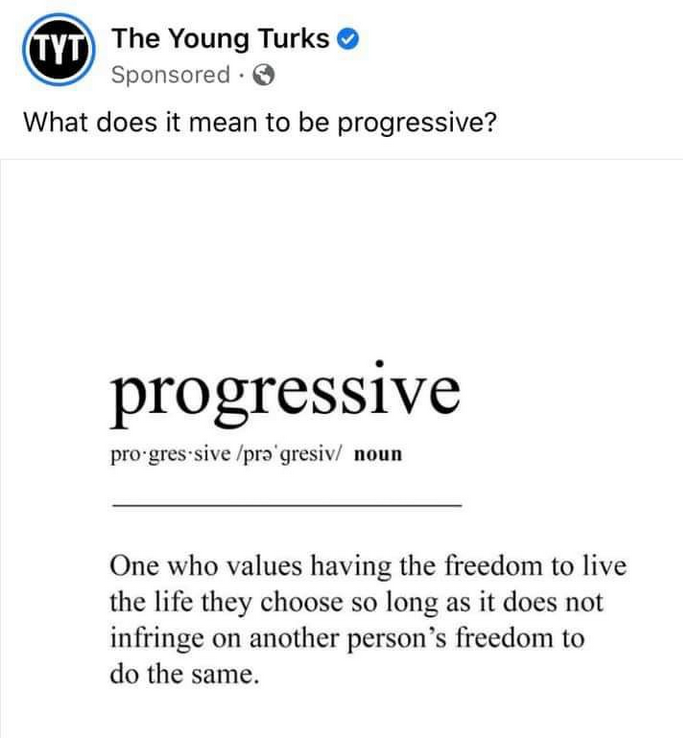 TYT
The Young Turks
Sponsored ·
What does it mean to be progressive?
progressive
pro·gres·sive /prəˈgresiv/ noun
One who values having the freedom to live
the life they choose so long as it does not
infringe on another person’s freedom to
do the same.